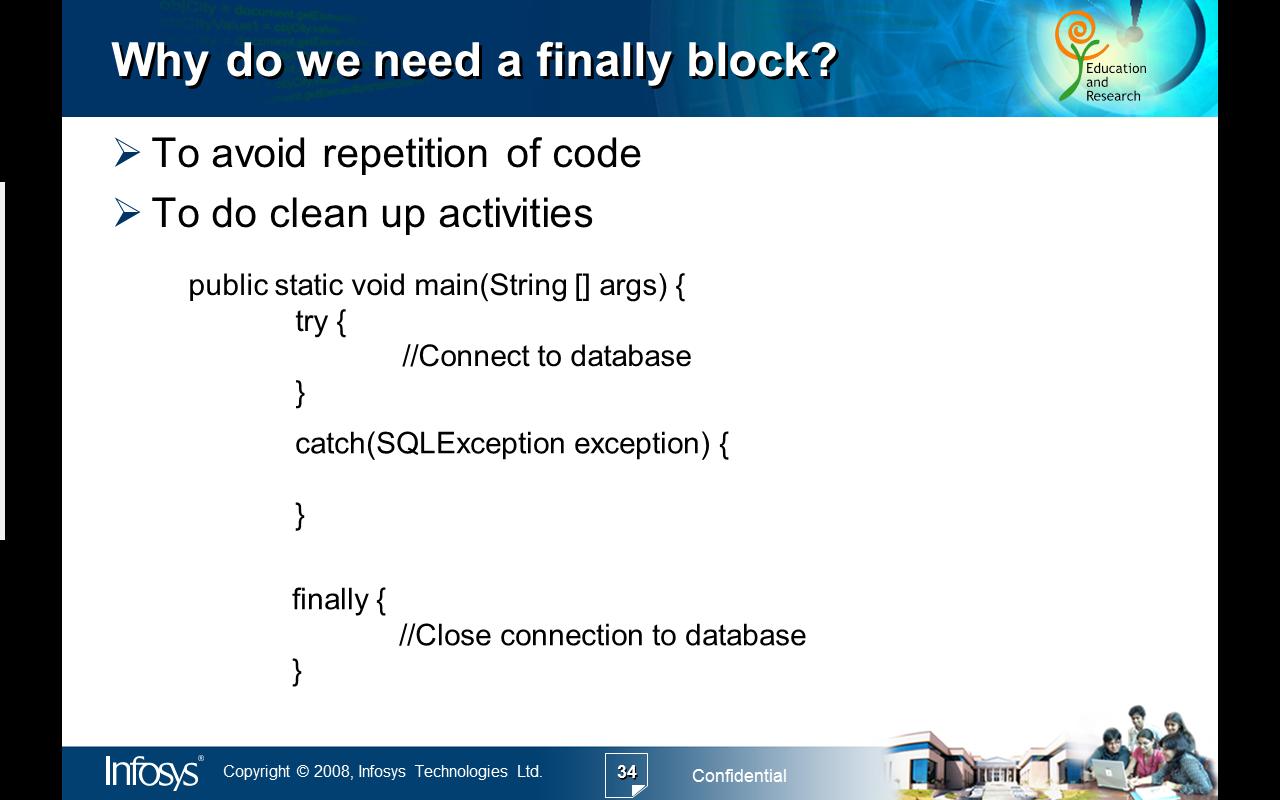 Why do we need a finally block?
Education
and
Research
To avoid repetition of code
To do clean up activities
public static void main(String [] args) {
try {
//Connect to database
}
catch(SQLException exception) {
}
finally {
//Close connection to database
}
Infosys® Copyright © 2008, Infosys Technologies Ltd. 34 Confidential